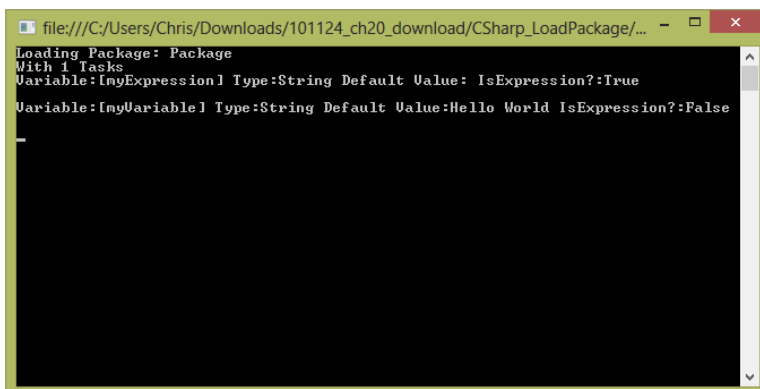 file:///C:/Users/Chris/Downloads/101124_ch20_download/CSharp_LoadPackage/...
Loading Package: Package
With 1 Tasks
Variable:[myExpression] Type:String Default Value: IsExpression?:True
Variable:[myVariable] Type:String Default Value:Hello World IsExpression?:False